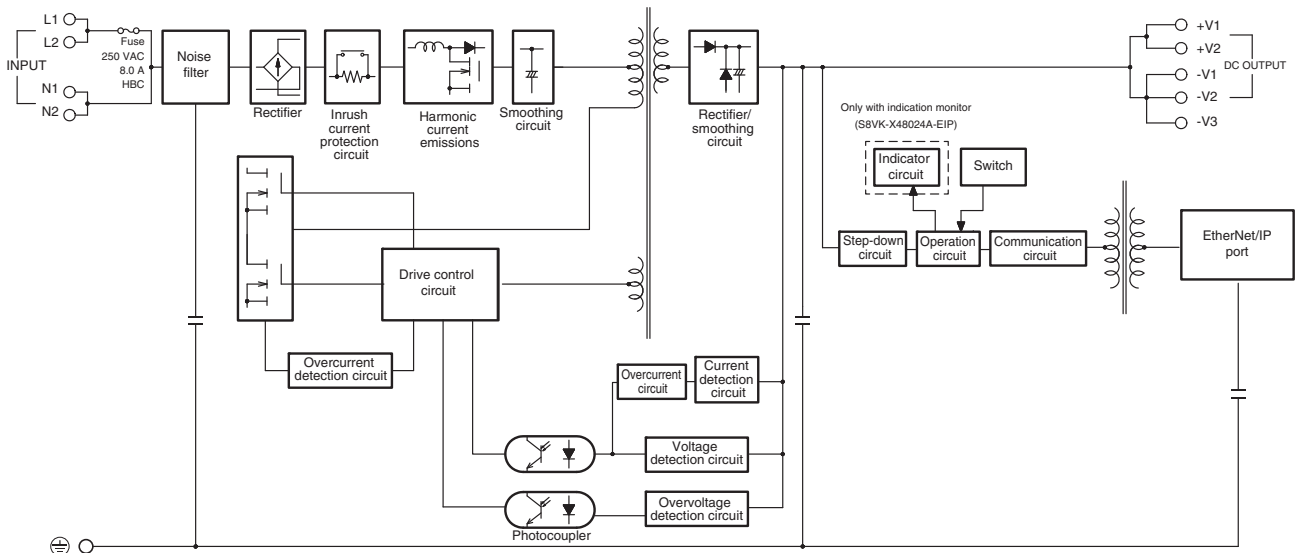 L1
L2
INPUT
N1
N2
Fuse
250 VAC
8.0 A
HBC
Noise
filter
Rectifier
Inrush
current
protection
circuit
Harmonic
current
emissions
Smoothing
circuit
Rectifier/
smoothing
circuit
+V1
+V2
DC OUTPUT
-V1
-V2
-V3
Only with indication monitor
(S8VK-X48024A-EIP)
Indicator
circuit
Switch
Step-down
circuit
Operation
circuit
Communication
circuit
EtherNet/IP
port
Drive control
circuit
Overcurrent
detection circuit
Overcurrent
circuit
Current
detection
circuit
Voltage
detection circuit
Overvoltage
detection circuit
Photocoupler